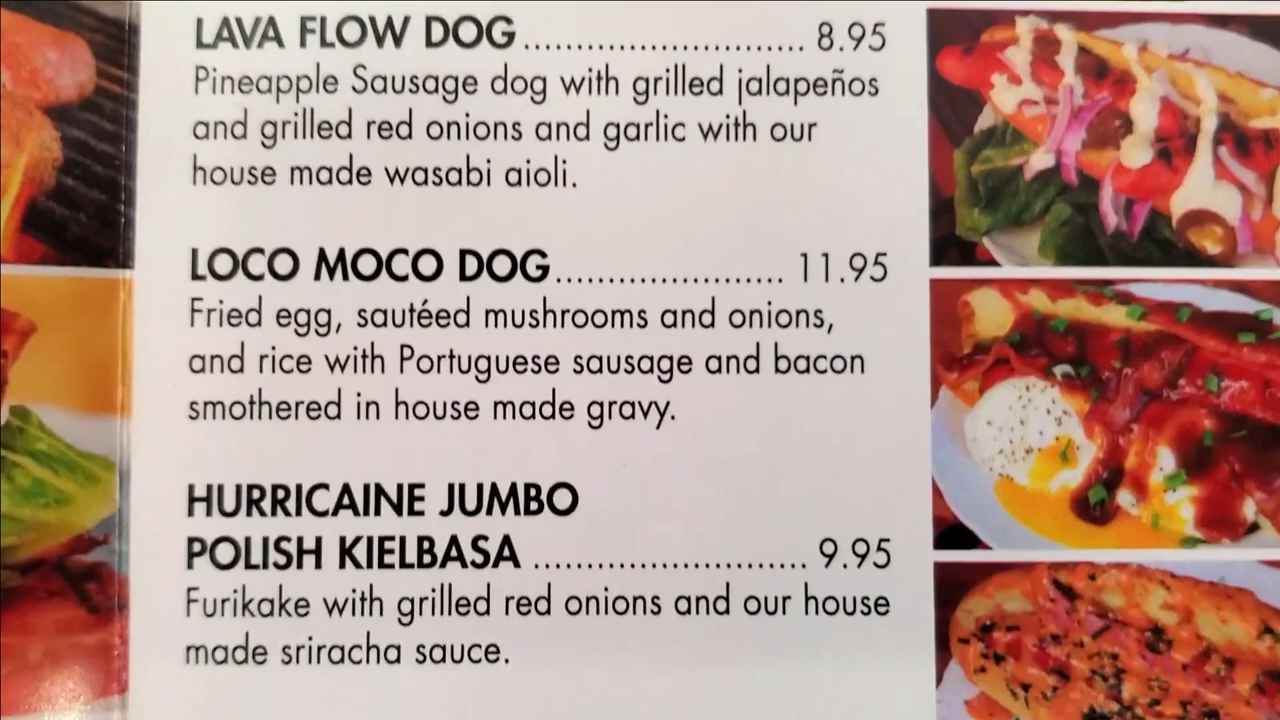 LAVA FLOW DOG........................... 8.95
Pineapple Sausage dog with grilled jalapeños
and grilled red onions and garlic with our
house made wasabi aioli.
LOCO MOCO DOG...................... 11.95
Fried egg, sautéed mushrooms and onions,
and rice with Portuguese sausage and bacon
smothered in house made gravy.
HURRICAINE JUMBO
POLISH KIELBASA .......................... 9.95
Furikake with grilled red onions and our house
made sriracha sauce.